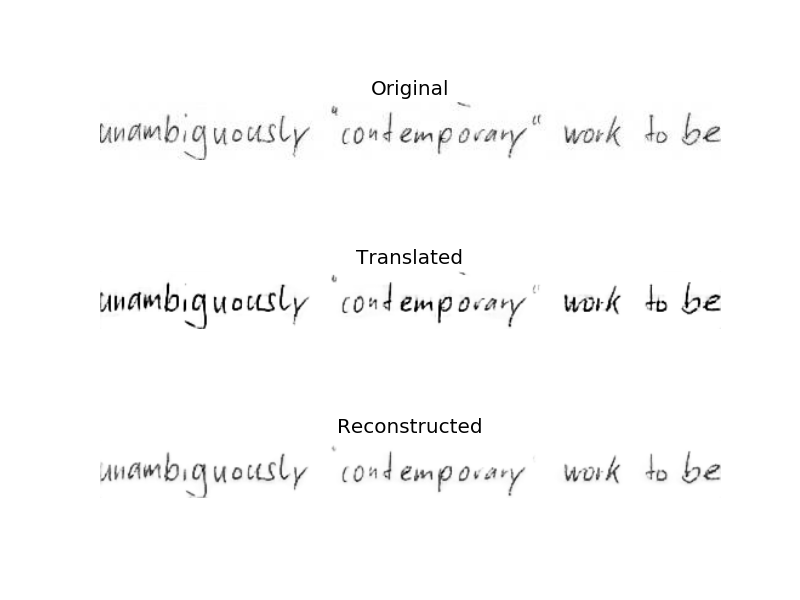 Original
unambiguously "contemporary" work to be
Translated
unambiguously "contemporary" work to be
Reconstructed
unambiguously 'contemporary work to be